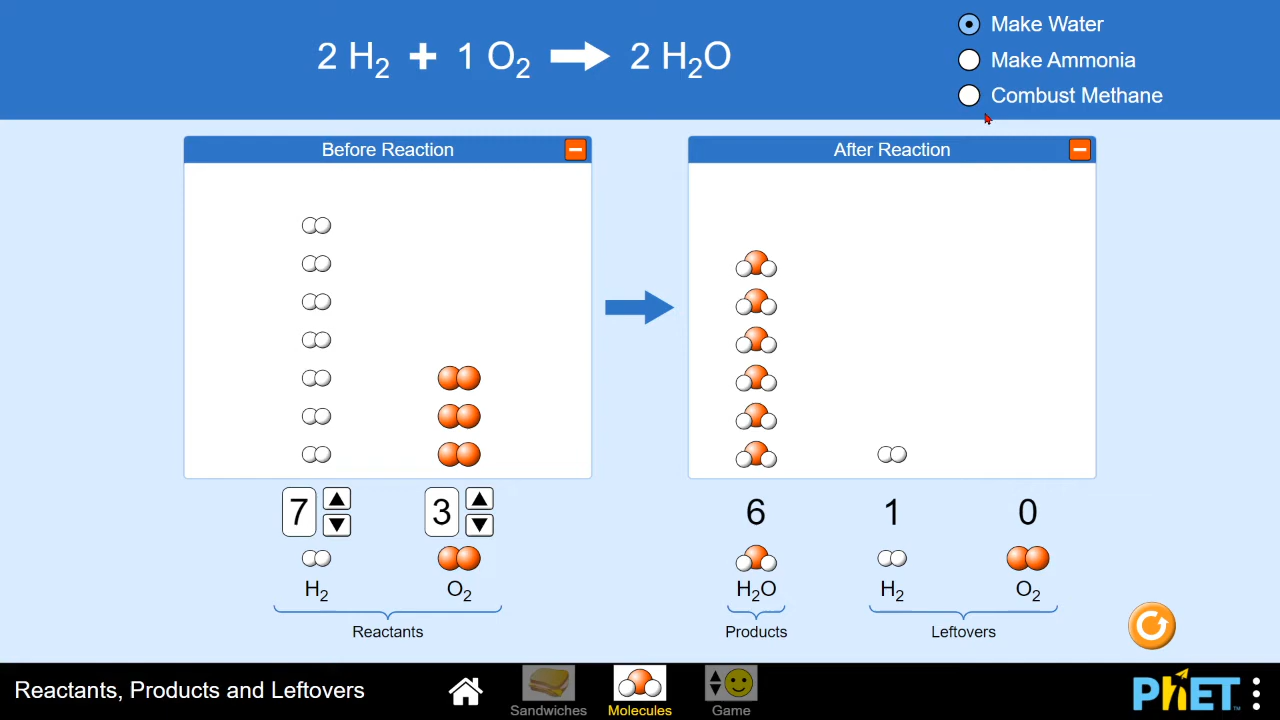 2 H₂ + 1 O₂ → 2 H₂O
Make Water
Make Ammonia
Combust Methane
Before Reaction
After Reaction
7 3 6 1 0
H₂ O₂ H₂O H₂ O₂
Reactants Products Leftovers
Reactants, Products and Leftovers
Sandwiches Molecules Game
PhET™